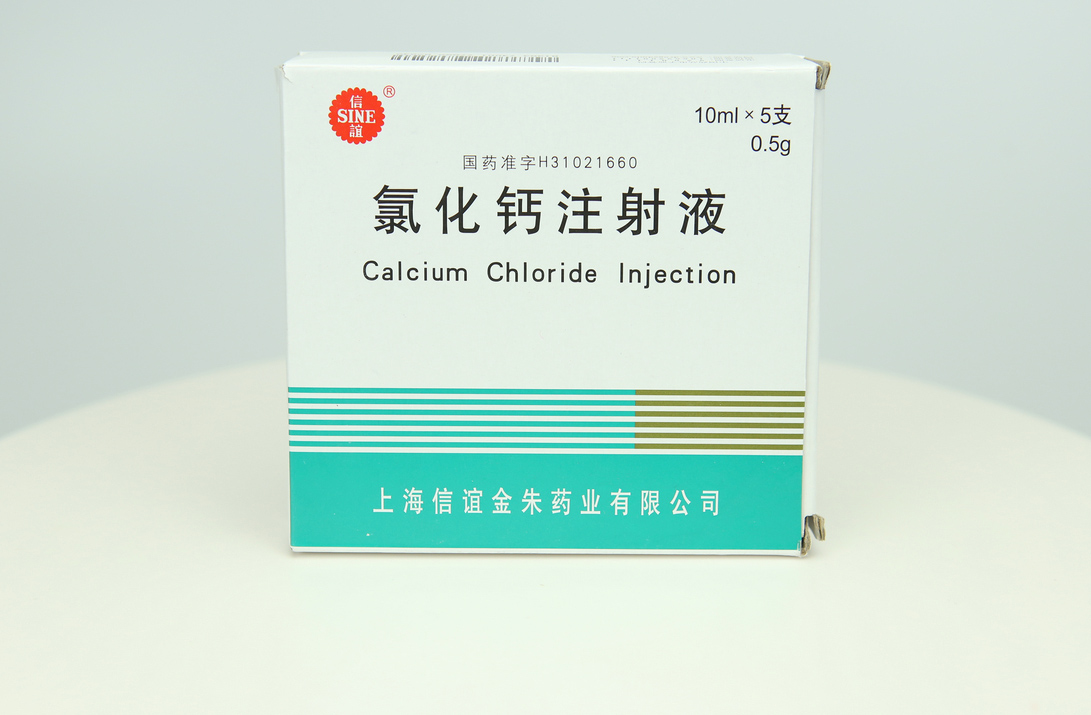 信
SINE
誼
®
10ml × 5支
0.5g
国药准字H31021660
氯化钙注射液
Calcium Chloride Injection
上海信谊金朱药业有限公司